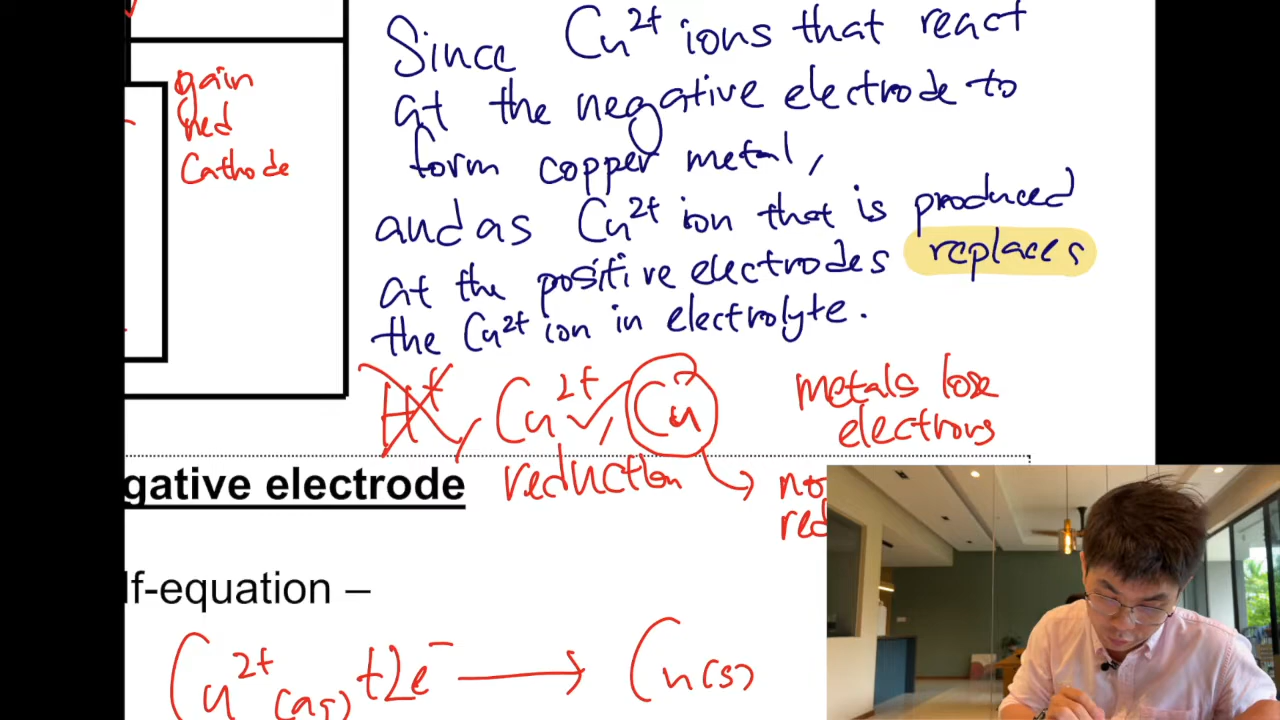 gain
red
Cathode
Since Cu²⁺ ions that react
at the negative electrode to
form copper metal,
and as Cu²⁺ ion that is produced
at the positive electrodes replaces
the Cu²⁺ ion in electrolyte.
H⁺, Cu²⁺, Cu
metals lose
electrons
reduction
gative electrode
lf-equation –
Cu²⁺(aq) + 2e⁻ → Cu(s)